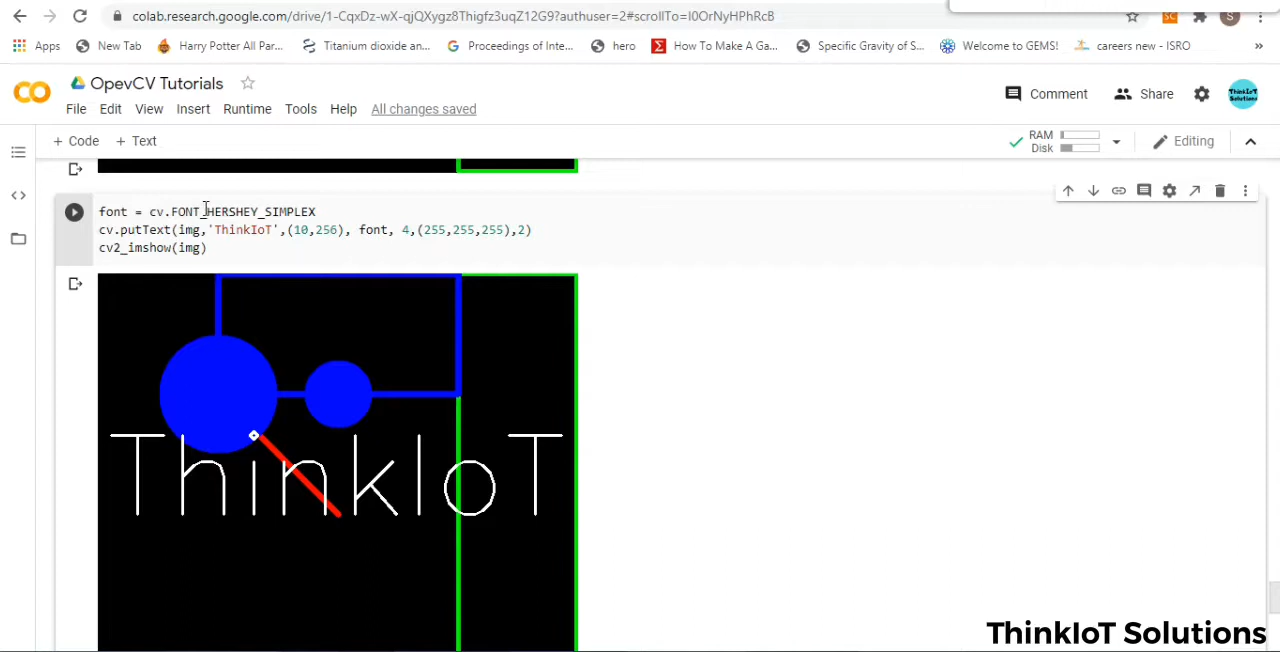 colab.research.google.com/drive/1-CqxDz-wX-qjQXygz8Thigfz3uqZ12G9?authuser=2#scrollTo=I0OrNyHPhRcB
Apps New Tab Harry Potter All Par... Titanium dioxide an... Proceedings of Inte... hero How To Make A Ga... Specific Gravity of S... Welcome to GEMS! careers new - ISRO »
OpevCV Tutorials
Comment Share ThinkIoT Solutions
File Edit View Insert Runtime Tools Help All changes saved
+ Code + Text RAM Disk Editing
font = cv.FONT_HERSHEY_SIMPLEX
cv.putText(img,'ThinkIoT',(10,256), font, 4,(255,255,255),2)
cv2_imshow(img)
ThinkIoT
ThinkIoT Solutions